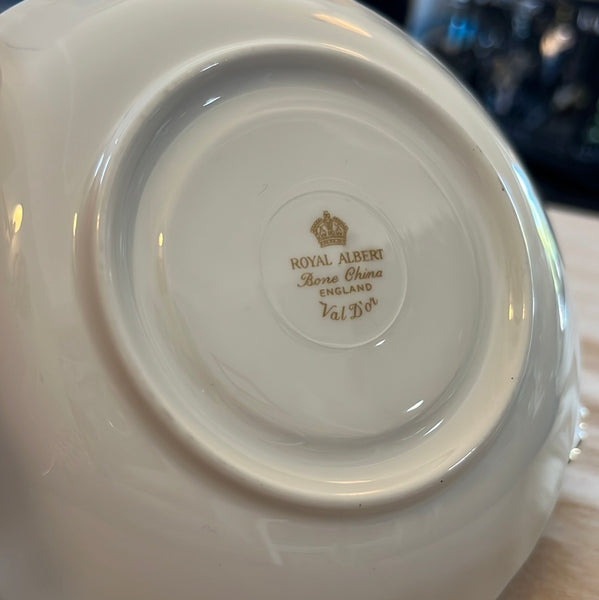 ROYAL ALBERT
Bone China
ENGLAND
Val D'or